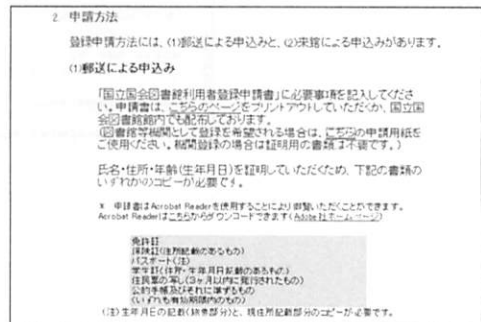 2 申請方法
登録申請方法には、(1)郵送による申込みと、(2)来館による申込みがあります。
(1)郵送による申込み
「国立国会図書館利用者登録申請書」に必要事項を記入してくださ
い。申請書は、こちらのページをプリントアウトしていただくか、国立国
会図書館館内でも配布しております。
(図書館等機関として登録を希望される場合は、こちらの申請用紙を
ご使用ください。機関登録の場合は証明用の書類は不要です。)
氏名・住所・年齢(生年月日)を証明していただくため、下記の書類の
いずれかのコピーが必要です。
※ 申請書はAcrobat Readerを使用することにより御覧いただくことができます。
Acrobat Readerはこちらからダウンロードできます(Adobe社ホームページ)
免許証
保険証(住所記載のあるもの)
パスポート(注)
学生証(住所・生年月日記載のあるもの)
住民票の写し(3ヶ月以内に発行されたもの)
公的手帳及びそれに準ずるもの
(いずれも有効期限内のもの)
(注)生年月日の記載(映像部分)と、現住所記載部分のコピーが必要です。